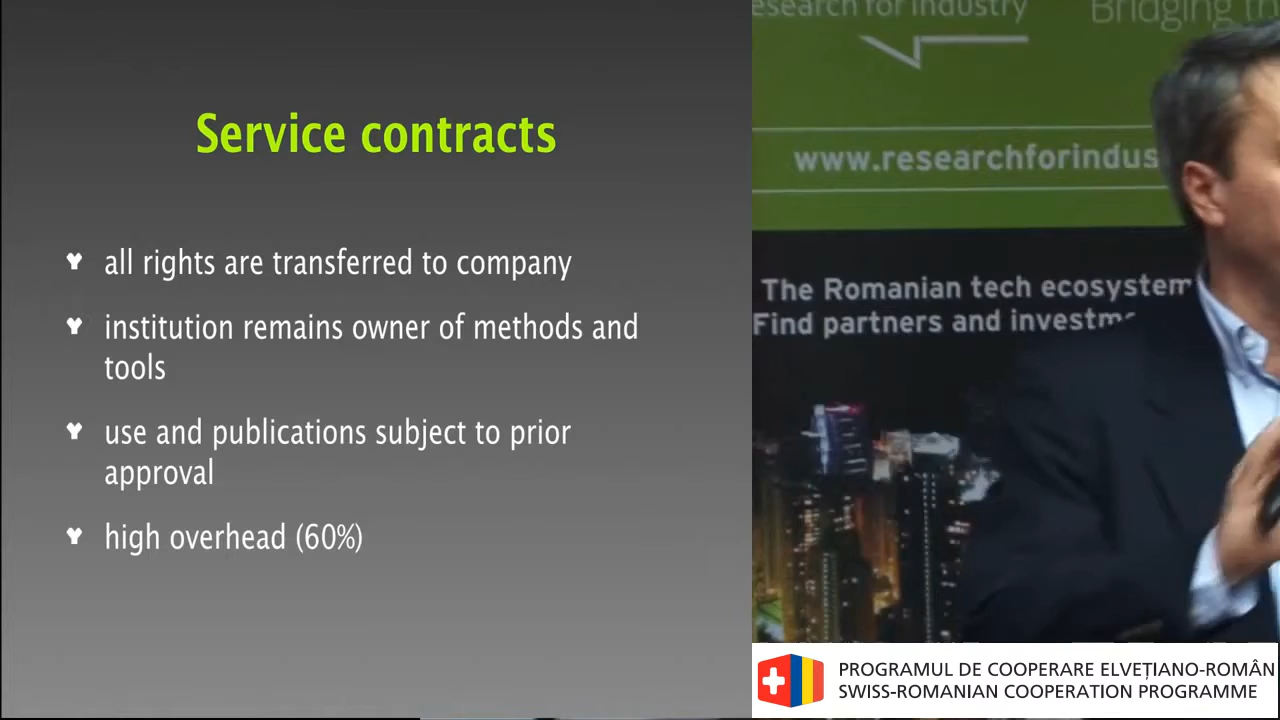 Service contracts
all rights are transferred to company
institution remains owner of methods and
tools
use and publications subject to prior
approval
high overhead (60%)
esearch for industry
Bridging th
www.researchforindus
The Romanian tech ecosystem
Find partners and investm
PROGRAMUL DE COOPERARE ELVEȚIANO-ROMÂN
SWISS-ROMANIAN COOPERATION PROGRAMME